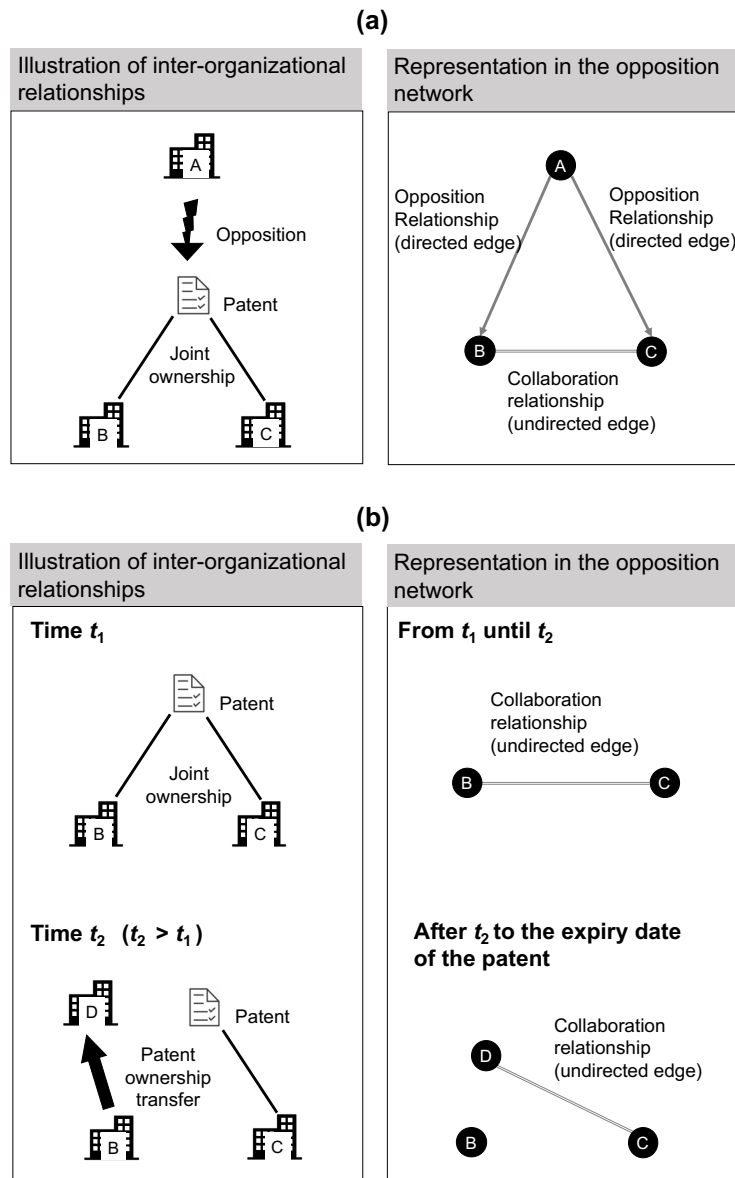 (a)
Illustration of inter-organizational
relationships
A
Opposition
Patent
Joint
ownership
B
C
Representation in the opposition
network
A
Opposition
Relationship
(directed edge)
Opposition
Relationship
(directed edge)
B
C
Collaboration
relationship
(undirected edge)
(b)
Illustration of inter-organizational
relationships
Time t1
Patent
Joint
ownership
B
C
Time t2 (t2 > t1)
D
Patent
Patent
ownership
transfer
B
C
Representation in the opposition
network
From t1 until t2
Collaboration
relationship
(undirected edge)
B
C
After t2 to the expiry date
of the patent
Collaboration
relationship
(undirected edge)
D
B
C